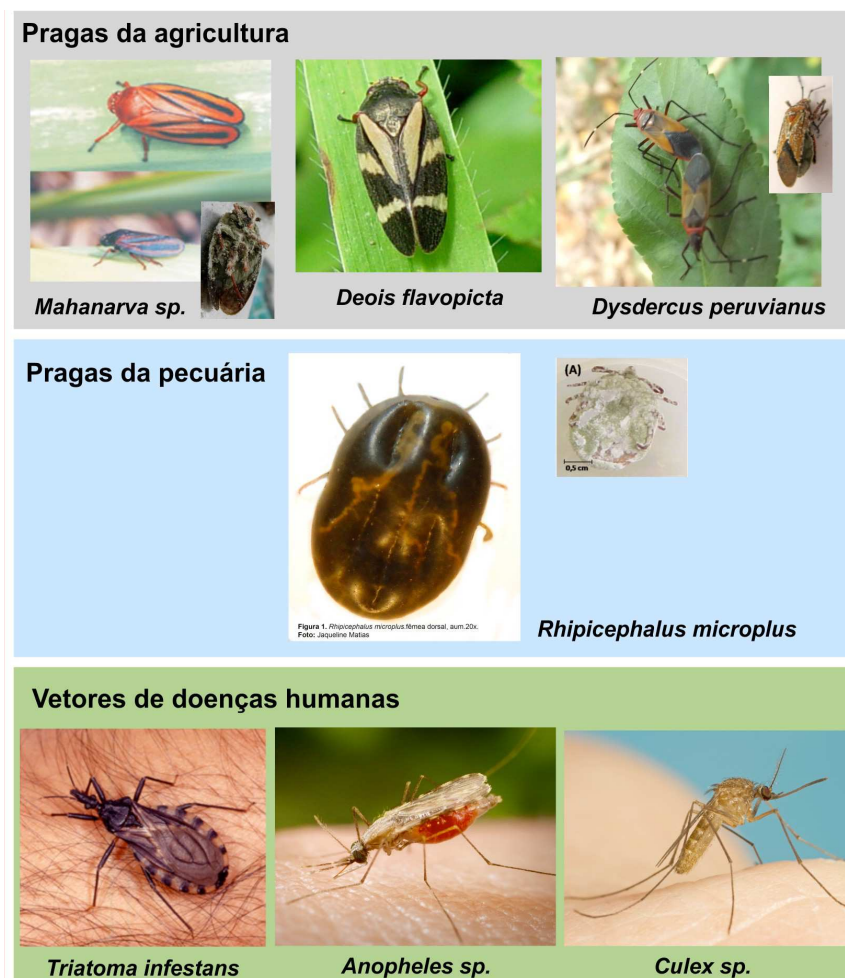 Pragas da agricultura
Mahanarva sp.
Deois flavopicta
Dysdercus peruvianus
Pragas da pecuária
(A)
0,5 cm
Figura 1. Rhipicephalus microplus.fêmea dorsal, aum.20x.
Foto: Jaqueline Matias
Rhipicephalus microplus
Vetores de doenças humanas
Triatoma infestans
Anopheles sp.
Culex sp.